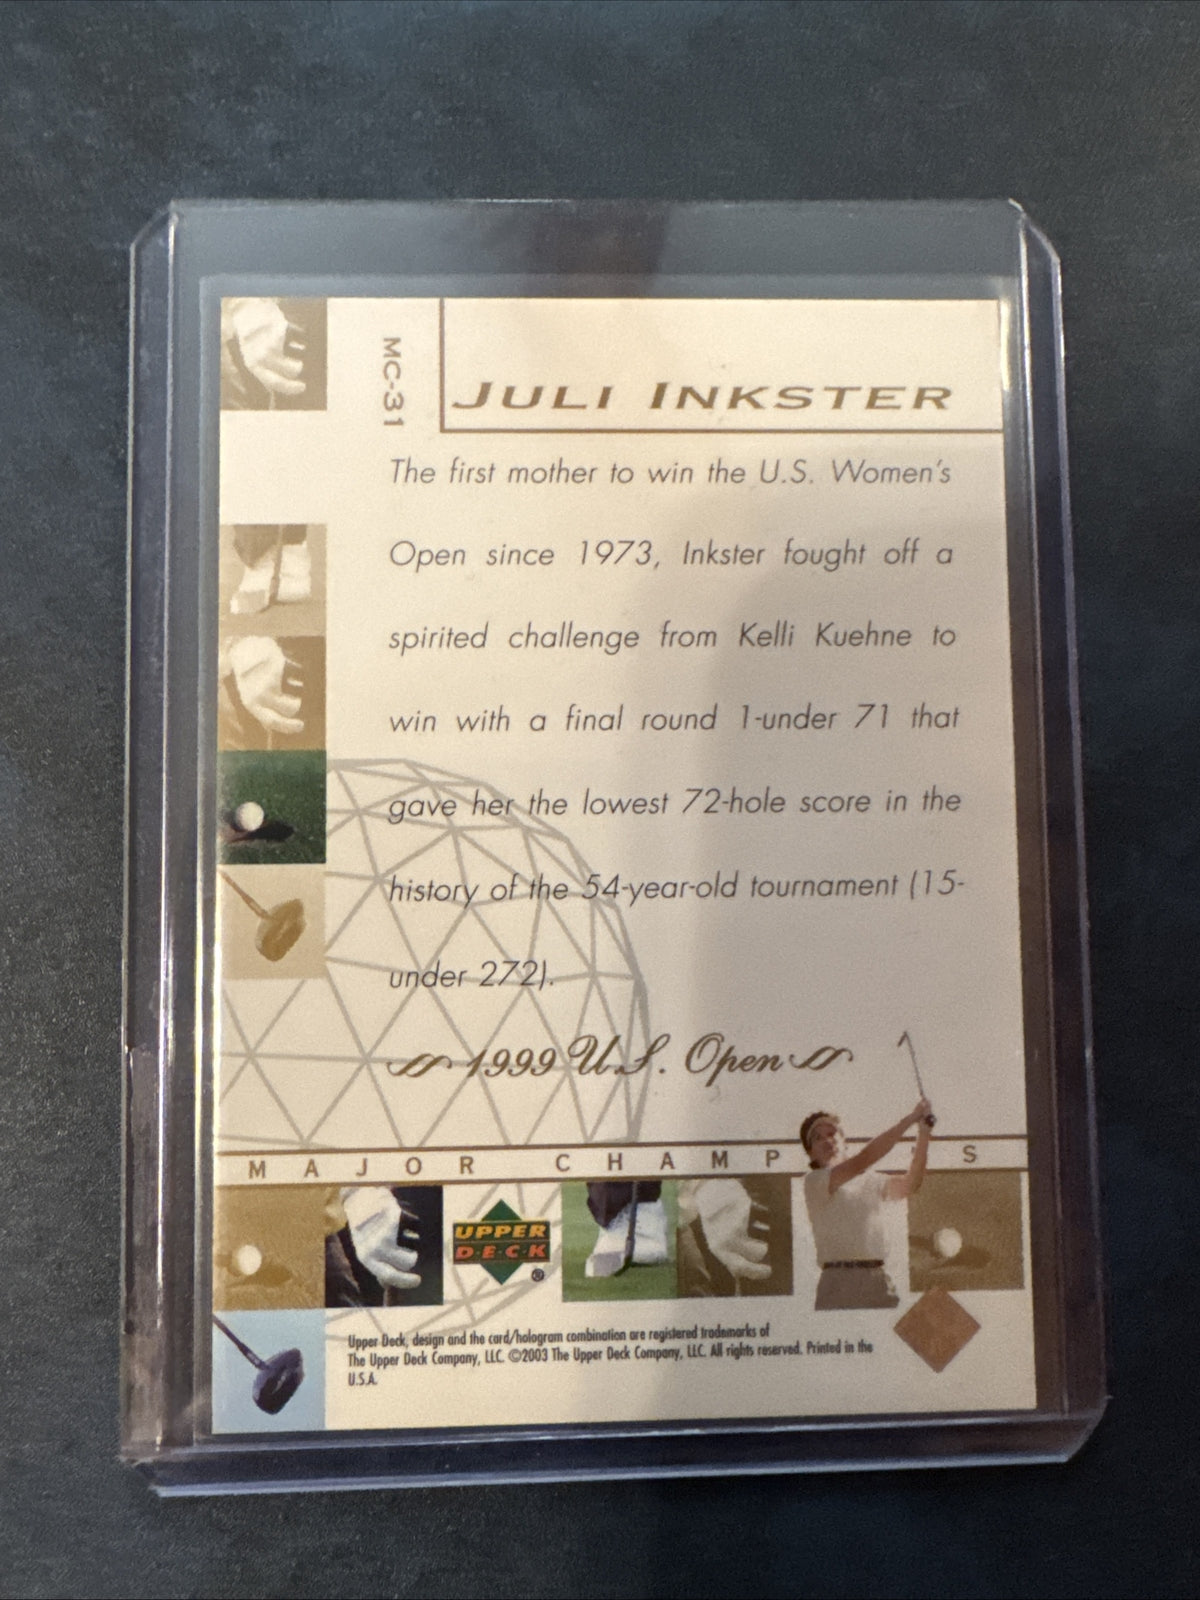 MC-31
JULI INKSTER
The first mother to win the U.S. Women's
Open since 1973, Inkster fought off a
spirited challenge from Kelli Kuehne to
win with a final round 1-under 71 that
gave her the lowest 72-hole score in the
history of the 54-year-old tournament (15-
under 272).
1999 U.S. Open
MAJOR CHAMP S
UPPER
D·E·C·K
®
Upper Deck, design and the card/hologram combination are registered trademarks of
The Upper Deck Company, LLC. ©2003 The Upper Deck Company, LLC. All rights reserved. Printed in the
U.S.A.